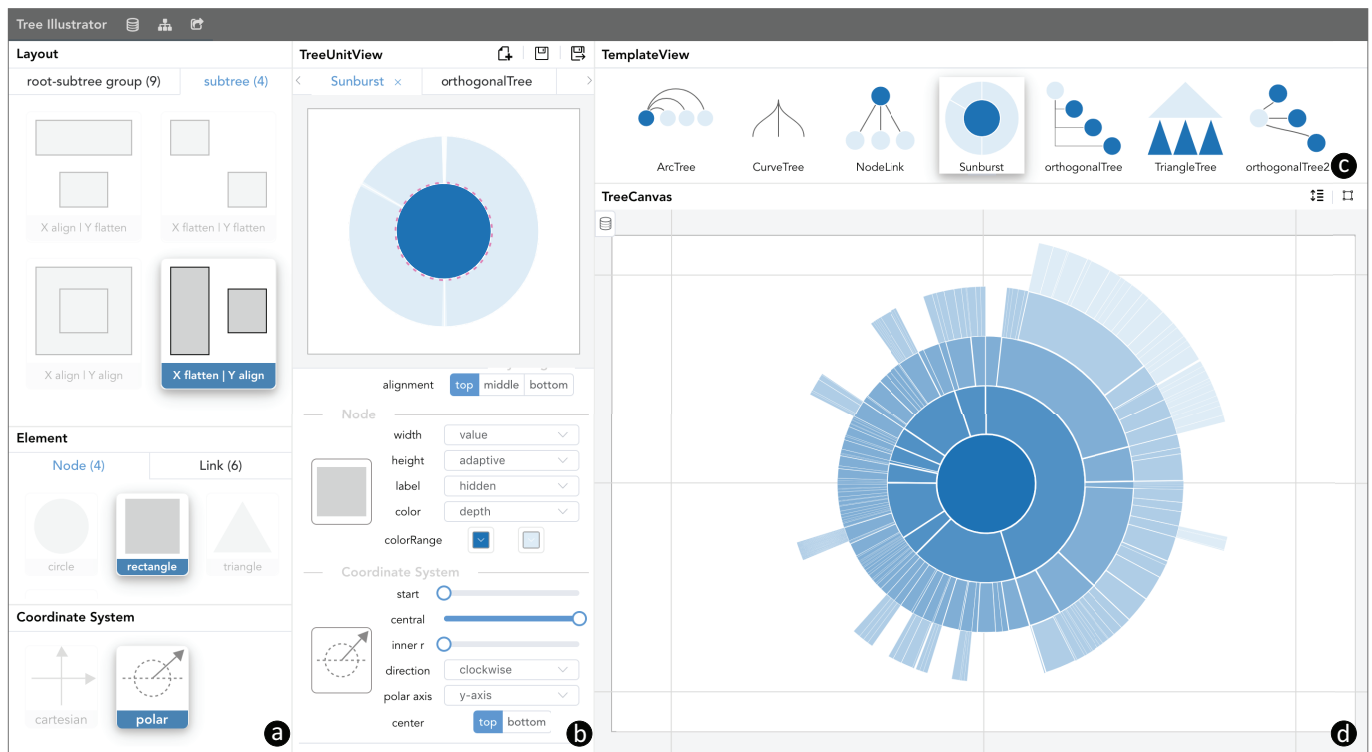 Tree Illustrator
Layout
root-subtree group (9)
subtree (4)
X align | Y flatten
X flatten | Y flatten
X align | Y align
X flatten | Y align
Element
Node (4)
Link (6)
circle
rectangle
triangle
Coordinate System
cartesian
polar
a
TreeUnitView
Sunburst ×
orthogonalTree
alignment
top
middle
bottom
Node
width
value
height
adaptive
label
hidden
color
depth
colorRange
Coordinate System
start
central
inner r
direction
clockwise
polar axis
y-axis
center
top
bottom
b
TemplateView
ArcTree
CurveTree
NodeLink
Sunburst
orthogonalTree
TriangleTree
orthogonalTree2
c
TreeCanvas
d